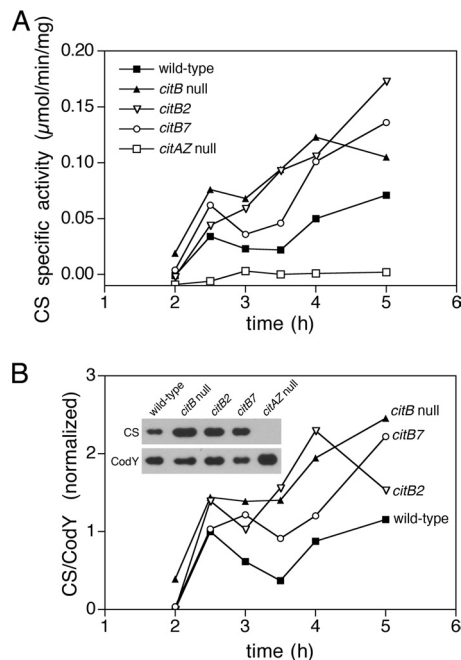 A
CS specific activity (µmol/min/mg)
0.20
0.15
0.10
0.05
0.00
wild-type
citB null
citB2
citB7
citAZ null
1 2 3 4 5 6
time (h)
B
CS/CodY (normalized)
3
2
1
0
wild-type citB null citB2 citB7 citAZ null
CS
CodY
citB null
citB7
citB2
wild-type
1 2 3 4 5 6
time (h)